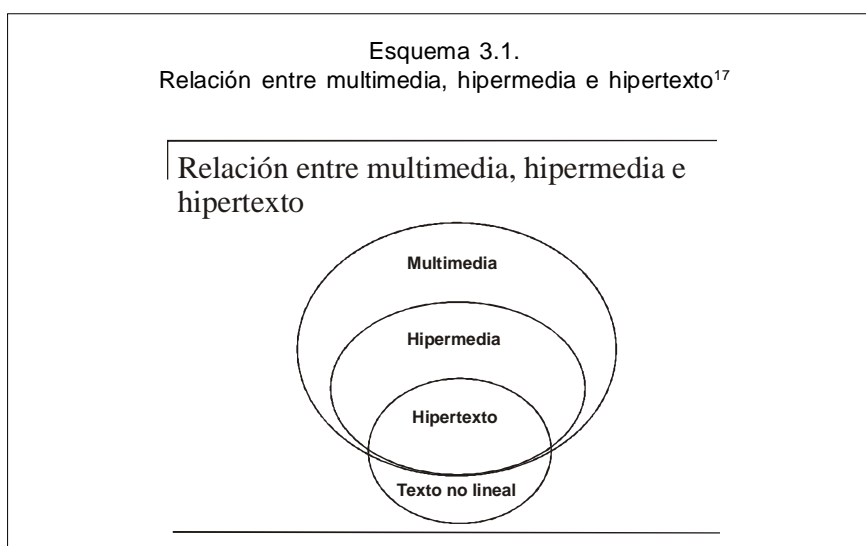 Esquema 3.1.
Relación entre multimedia, hipermedia e hipertexto¹⁷
Relación entre multimedia, hipermedia e
hipertexto
Multimedia
Hipermedia
Hipertexto
Texto no lineal